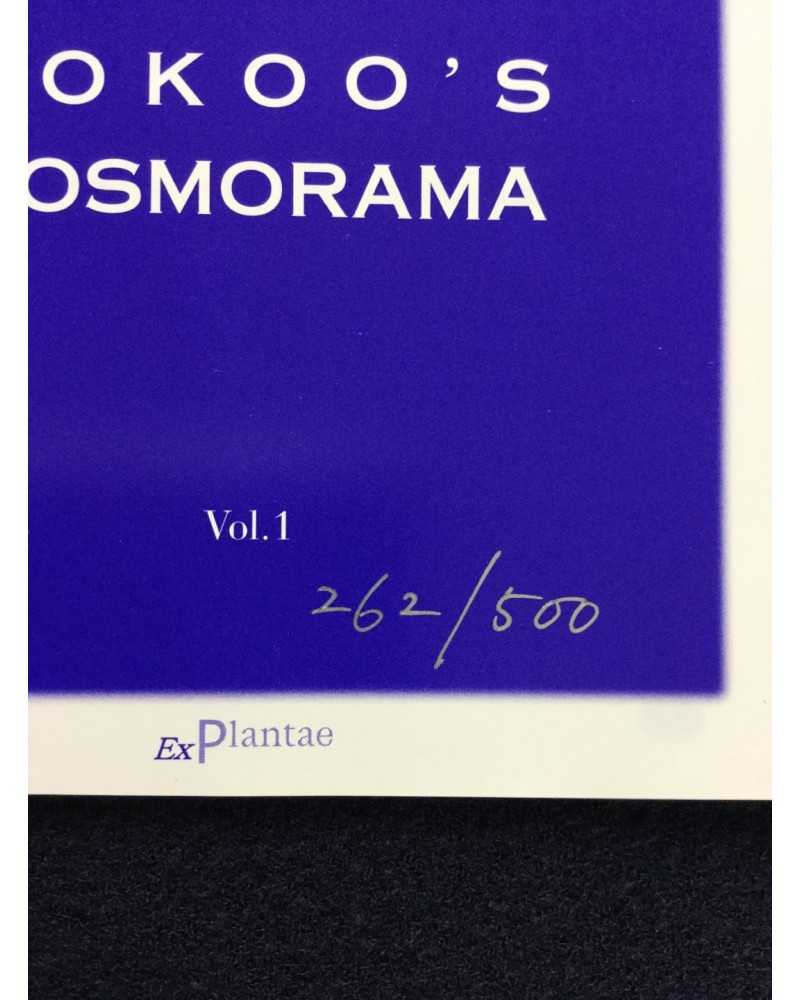 OKOO'S
OSMORAMA
Vol.1
262/500
ExPlantae